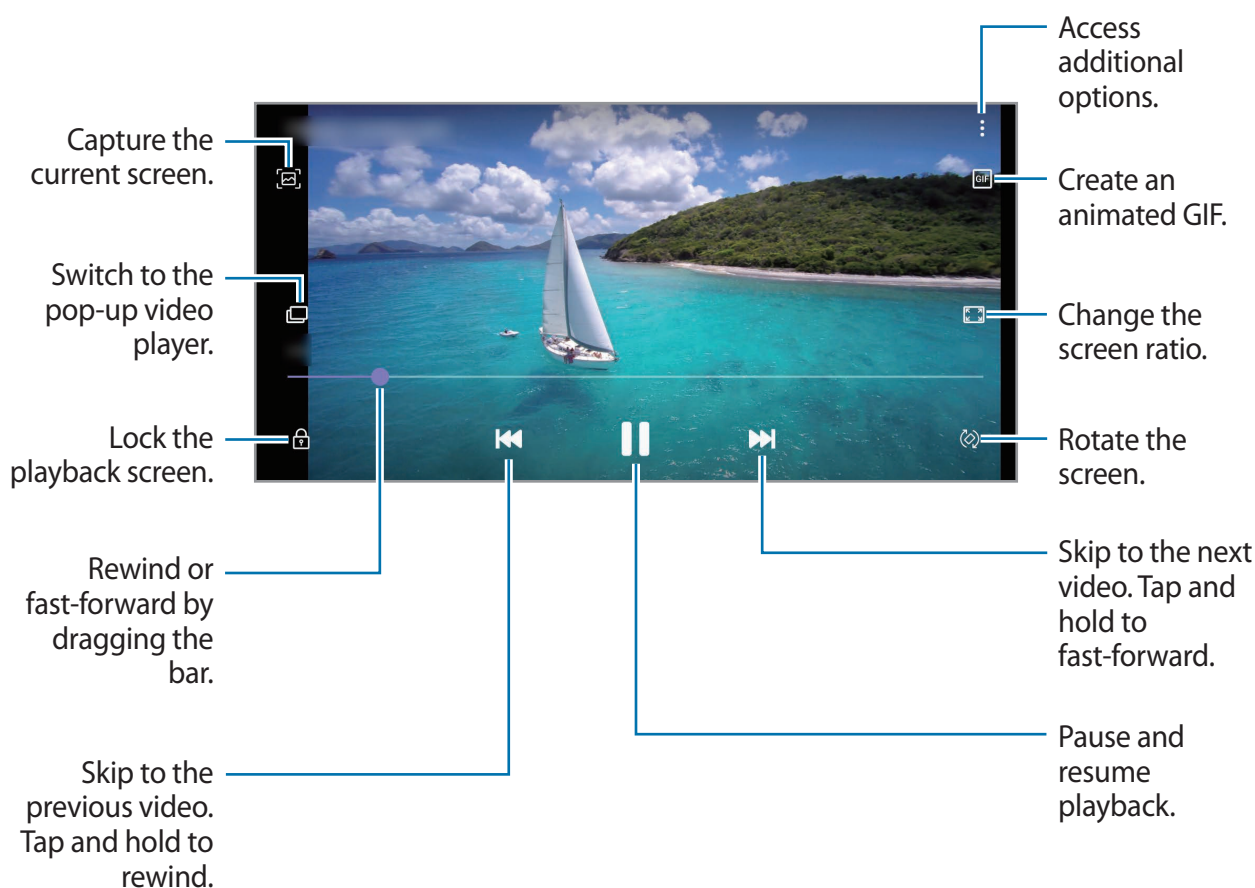 Access
additional
options.
Capture the
current screen.
GIF
Create an
animated GIF.
Switch to the
pop-up video
player.
Change the
screen ratio.
Lock the
playback screen.
Rotate the
screen.
Rewind or
fast-forward by
dragging the
bar.
Skip to the next
video. Tap and
hold to
fast-forward.
Pause and
resume
playback.
Skip to the
previous video.
Tap and hold to
rewind.